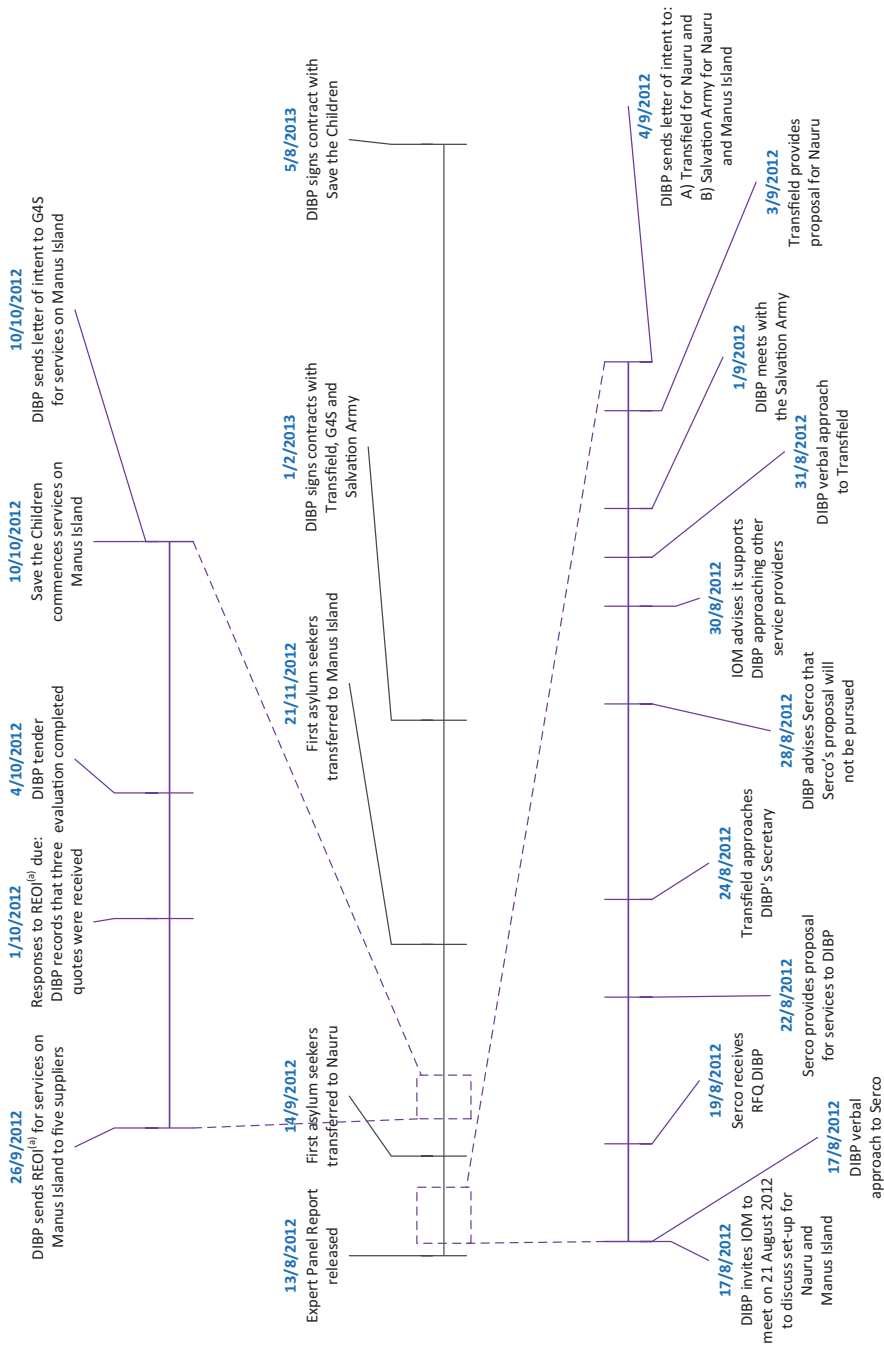 26/9/2012
DIBP sends REOI(a) for services on
Manus Island to five suppliers
1/10/2012
Responses to REOI(a) due:
DIBP records that three
quotes were received
4/10/2012
DIBP tender
evaluation completed
10/10/2012
Save the Children
commences services on
Manus Island
10/10/2012
DIBP sends letter of intent to G4S
for services on Manus Island
13/8/2012
Expert Panel Report
released
14/9/2012
First asylum seekers
transferred to Nauru
21/11/2012
First asylum seekers
transferred to Manus Island
1/2/2013
DIBP signs contracts with
Transfield, G4S and
Salvation Army
5/8/2013
DIBP signs contract with
Save the Children
17/8/2012
DIBP invites IOM to
meet on 21 August 2012
to discuss set-up for
Nauru and
Manus Island
17/8/2012
DIBP verbal
approach to Serco
19/8/2012
Serco receives
RFQ DIBP
22/8/2012
Serco provides proposal
for services to DIBP
24/8/2012
Transfield approaches
DIBP's Secretary
28/8/2012
DIBP advises Serco that
Serco's proposal will
not be pursued
30/8/2012
IOM advises it supports
DIBP approaching other
service providers
31/8/2012
DIBP verbal approach
to Transfield
1/9/2012
DIBP meets with
the Salvation Army
3/9/2012
Transfield provides
proposal for Nauru
4/9/2012
DIBP sends letter of intent to:
A) Transfield for Nauru and
B) Salvation Army for Nauru
and Manus Island